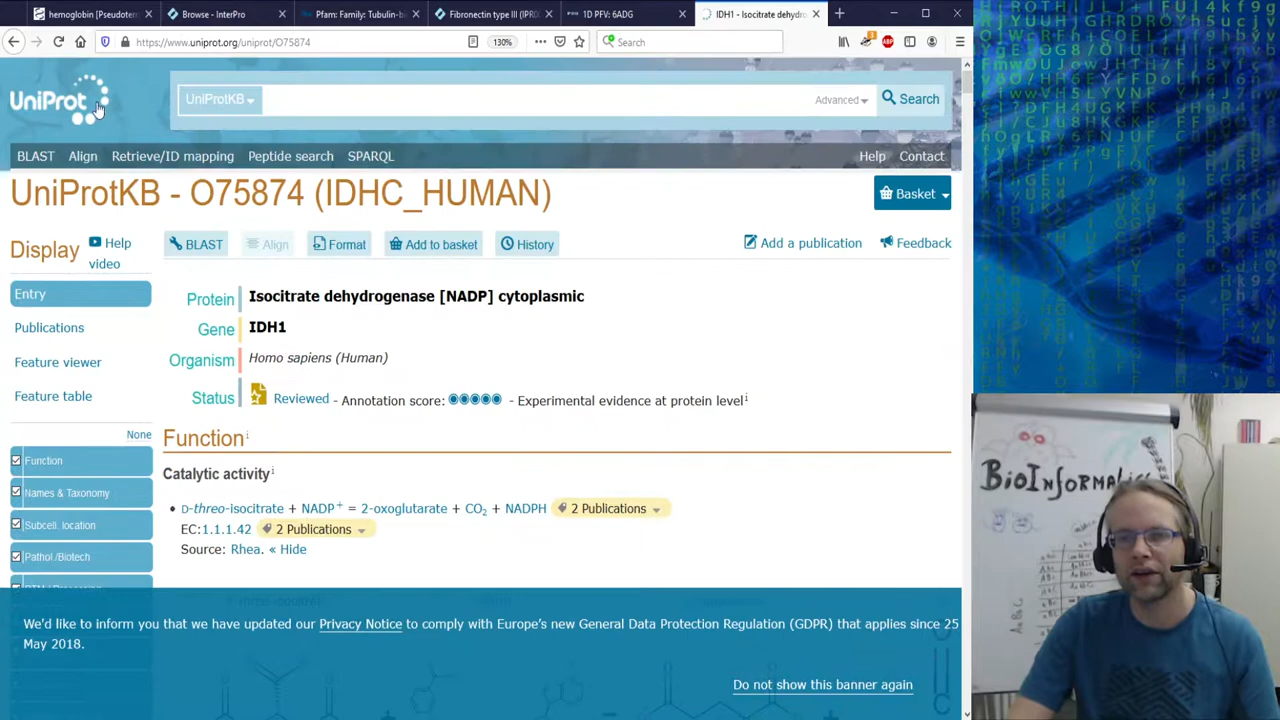 hemoglobin [Pseudoterr
Browse - InterPro
Pfam: Family: Tubulin-bi
Fibronectin type III (IPR0
1D PFV: 6ADG
IDH1 - Isocitrate dehydro
https://www.uniprot.org/uniprot/O75874
130%
Search
UniProt
UniProtKB
Advanced
Search
BLAST Align Retrieve/ID mapping Peptide search SPARQL
Help Contact
UniProtKB - O75874 (IDHC_HUMAN)
Basket
Display
Help video
BLAST
Align
Format
Add to basket
History
Add a publication
Feedback
Entry
Publications
Feature viewer
Feature table
None
Function
Names & Taxonomy
Subcell. location
Pathol./Biotech
Protein Isocitrate dehydrogenase [NADP] cytoplasmic
Gene IDH1
Organism Homo sapiens (Human)
Status Reviewed - Annotation score: - Experimental evidence at protein level i
Function i
Catalytic activity i
• D-threo-isocitrate + NADP+ = 2-oxoglutarate + CO2 + NADPH 2 Publications
EC:1.1.1.42 2 Publications
Source: Rhea. « Hide
We'd like to inform you that we have updated our Privacy Notice to comply with Europe's new General Data Protection Regulation (GDPR) that applies since 25
May 2018.
Do not show this banner again
BioInformatics